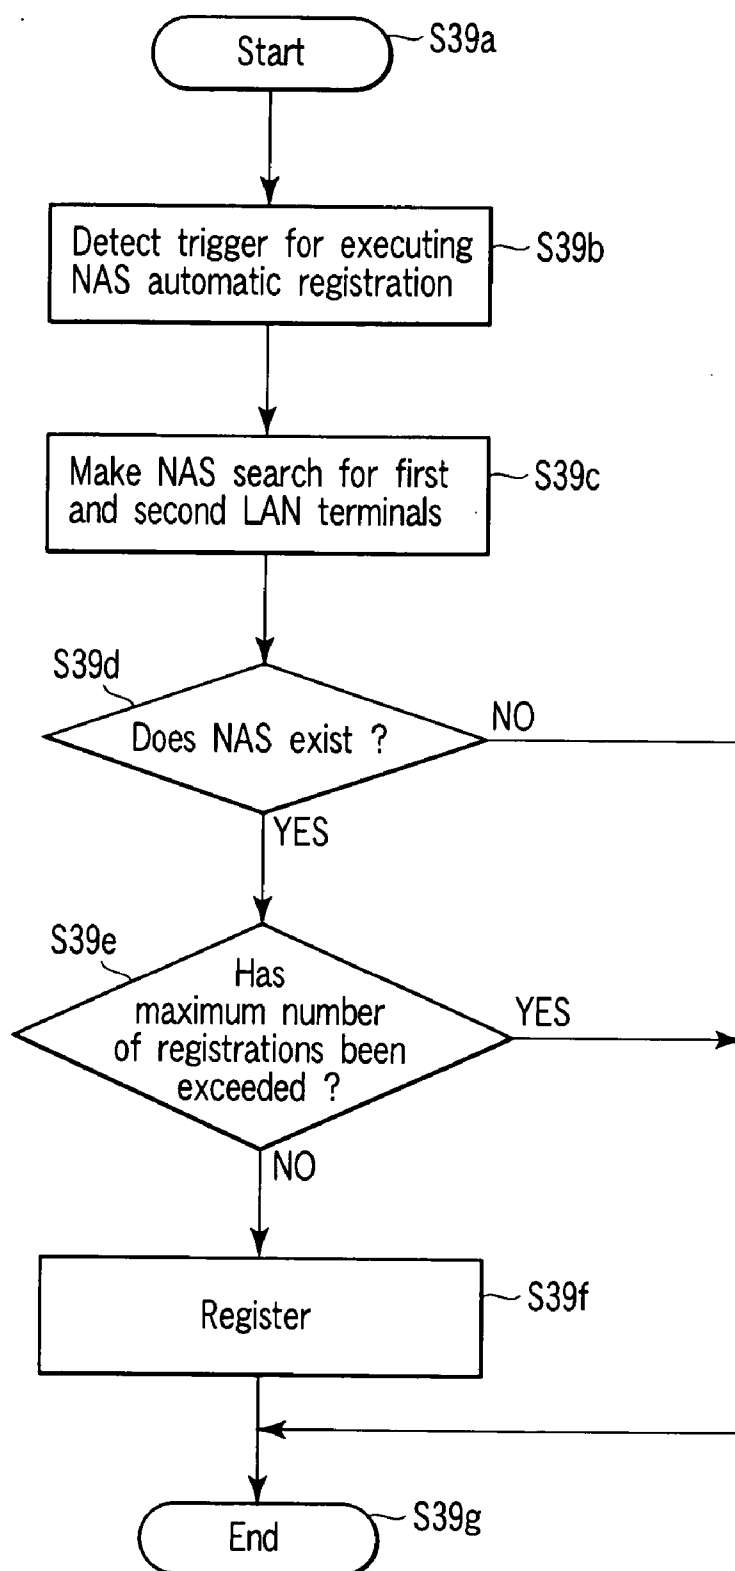 Start
S39a
Detect trigger for executing
NAS automatic registration
S39b
Make NAS search for first
and second LAN terminals
S39c
S39d
Does NAS exist ?
NO
YES
S39e
Has
maximum number
of registrations been
exceeded ?
YES
NO
Register
S39f
End
S39g